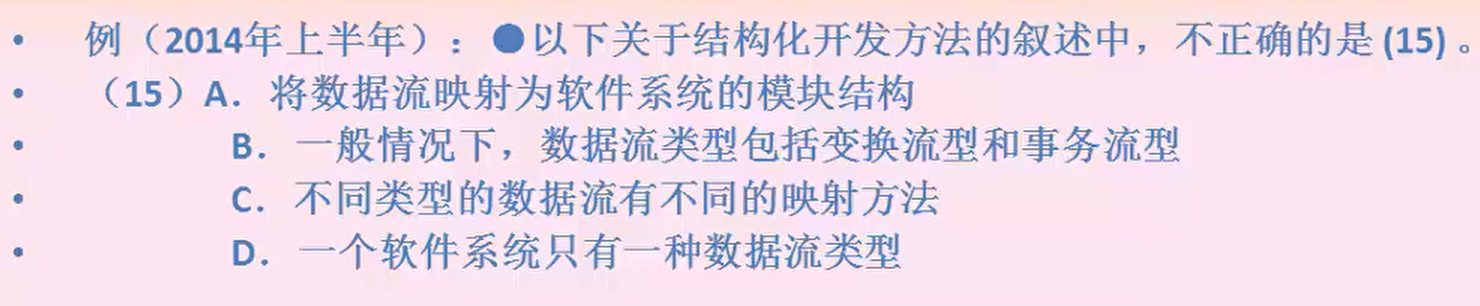 • 例（2014年上半年）：●以下关于结构化开发方法的叙述中，不正确的是(15)。
• （15）A．将数据流映射为软件系统的模块结构
• B．一般情况下，数据流类型包括变换流型和事务流型
• C．不同类型的数据流有不同的映射方法
• D．一个软件系统只有一种数据流类型